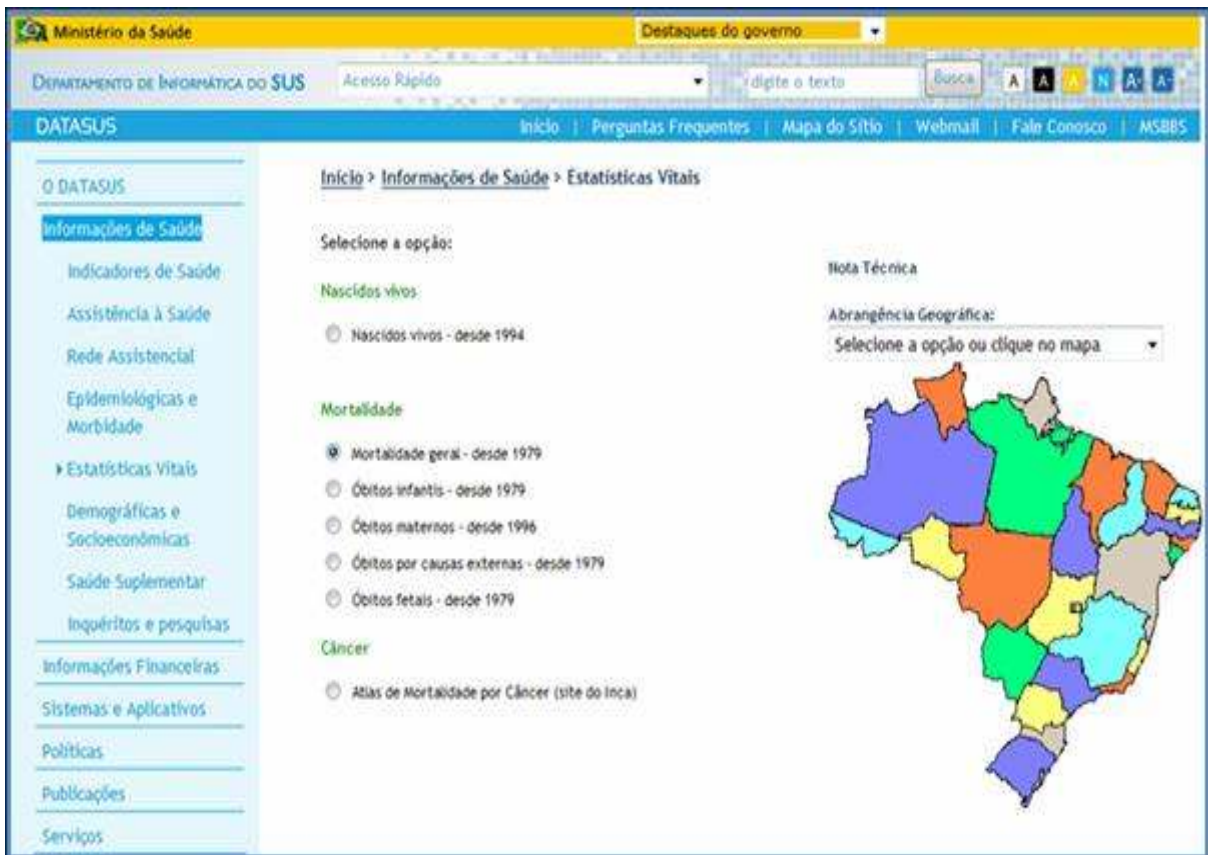 Ministério da Saúde
Destaques do governo
DEPARTAMENTO DE INFORMÁTICA DO SUS
Acesso Rápido
digite o texto
Busca
A A A N A+ A-
DATASUS
Início | Perguntas Frequentes | Mapa do Sítio | Webmail | Fale Conosco | MSBBS
O DATASUS
Informações de Saúde
Indicadores de Saúde
Assistência à Saúde
Rede Assistencial
Epidemiológicas e
Morbidade
Estatísticas Vitais
Demográficas e
Socioeconômicas
Saúde Suplementar
Inquéritos e pesquisas
Informações Financeiras
Sistemas e Aplicativos
Políticas
Publicações
Serviços
Início > Informações de Saúde > Estatísticas Vitais
Selecione a opção:
Nascidos vivos
Nascidos vivos - desde 1994
Mortalidade
Mortalidade geral - desde 1979
Óbitos infantis - desde 1979
Óbitos maternos - desde 1996
Óbitos por causas externas - desde 1979
Óbitos fetais - desde 1979
Câncer
Atlas de Mortalidade por Câncer (site do Inca)
Nota Técnica
Abrangência Geográfica:
Selecione a opção ou clique no mapa